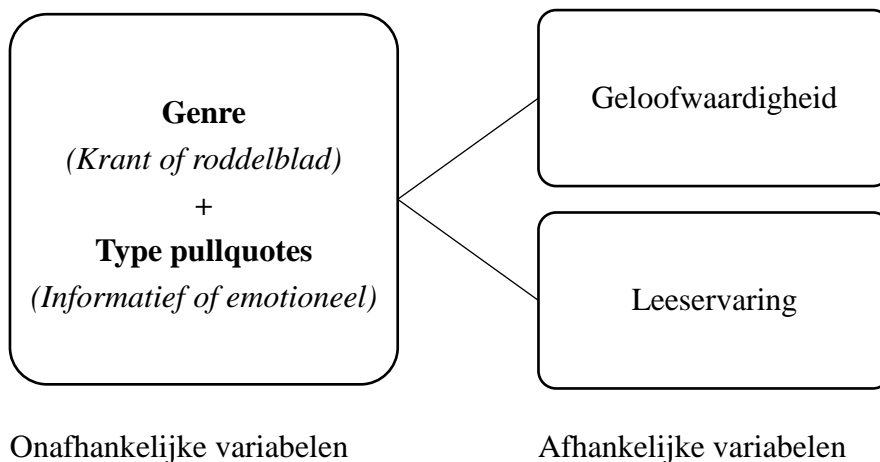 Genre
(Krant of roddelblad)
+
Type pullquotes
(Informatief of emotioneel)
Geloofwaardigheid
Leeservaring
Onafhankelijke variabelen
Afhankelijke variabelen